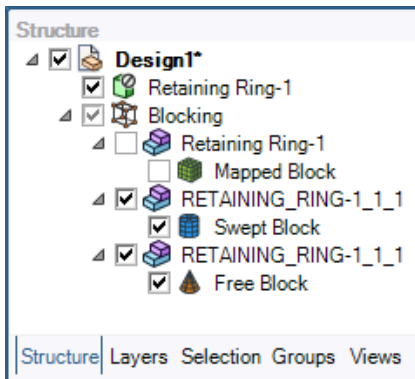 Structure
Design1*
Retaining Ring-1
Blocking
Retaining Ring-1
Mapped Block
RETAINING_RING-1_1_1
Swept Block
RETAINING_RING-1_1_1
Free Block
Structure Layers Selection Groups Views